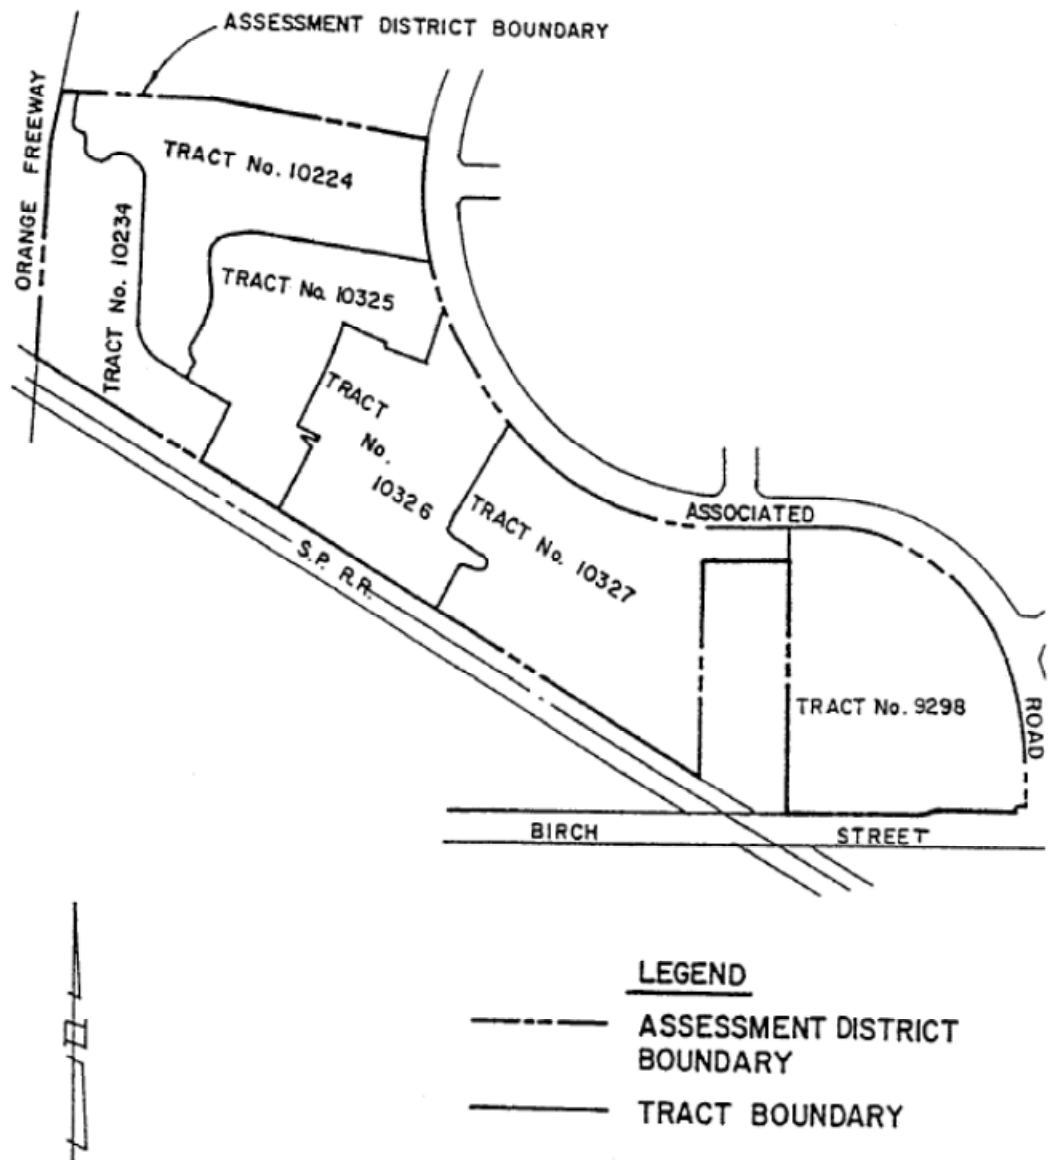 ASSESSMENT DISTRICT BOUNDARY
ORANGE FREEWAY
TRACT No. 10224
TRACT No. 10234
TRACT No. 10325
TRACT
No.
10326
TRACT No. 10327
ASSOCIATED
S.P. R.R.
TRACT No. 9298
ROAD
BIRCH STREET
LEGEND
ASSESSMENT DISTRICT
BOUNDARY
TRACT BOUNDARY